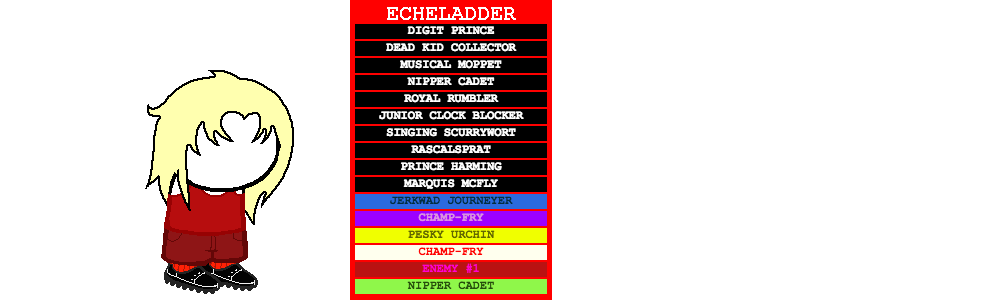 ECHELADDER
DIGIT PRINCE
DEAD KID COLLECTOR
MUSICAL MOPPET
NIPPER CADET
ROYAL RUMBLER
JUNIOR CLOCK BLOCKER
SINGING SCURRYWORT
RASCALSPRAT
PRINCE HARMING
MARQUIS MCFLY
JERKWAD JOURNEYER
CHAMP-FRY
PESKY URCHIN
CHAMP-FRY
ENEMY #1
NIPPER CADET